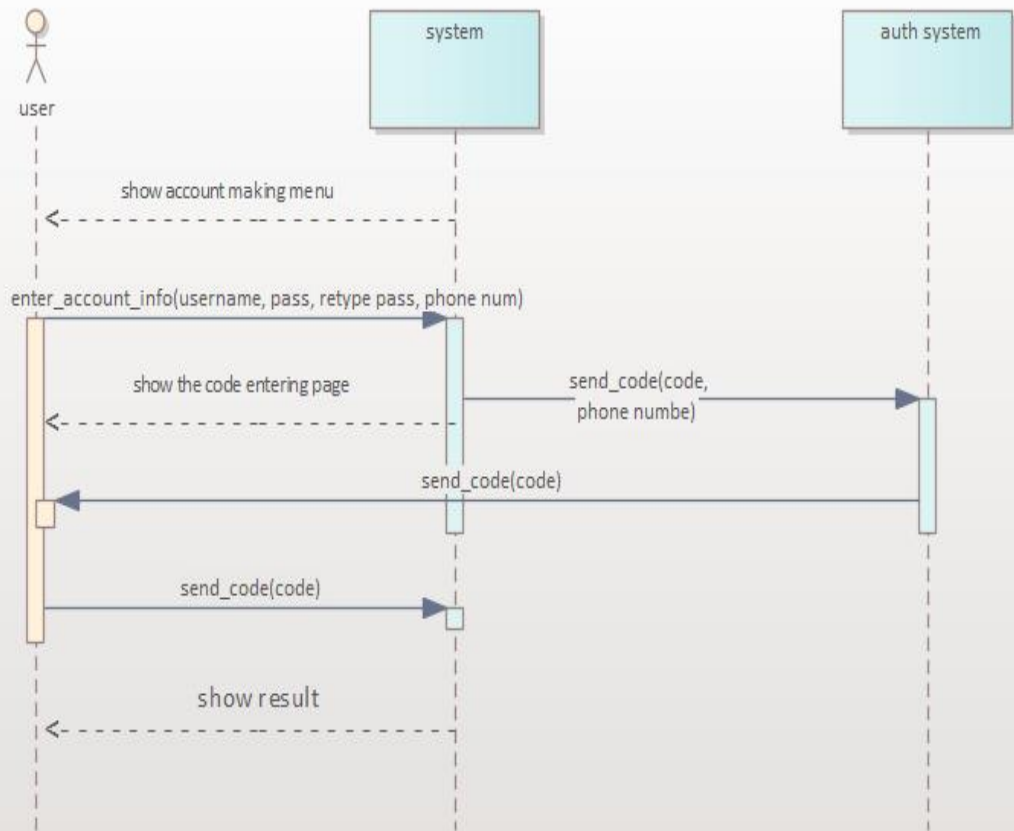 system
auth system
user
show account making menu
enter_account_info(username, pass, retype pass, phone num)
show the code entering page
send_code(code,
phone numbe)
send_code(code)
send_code(code)
show result